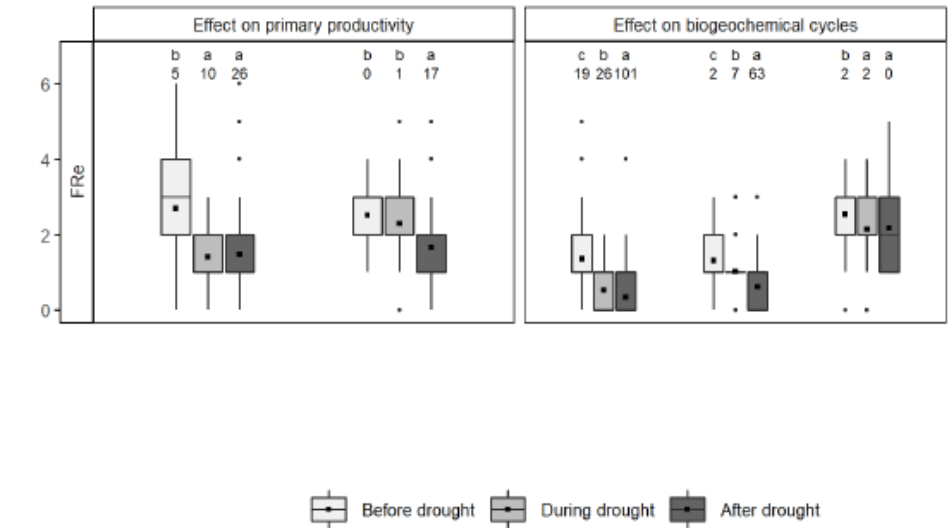 Effect on primary productivity
Effect on biogeochemical cycles
b a a b b a c b a c b a b a a
5 10 26 0 1 17 19 26 101 2 7 63 2 2 0
6
4
FRe
2
0
Before drought During drought After drought